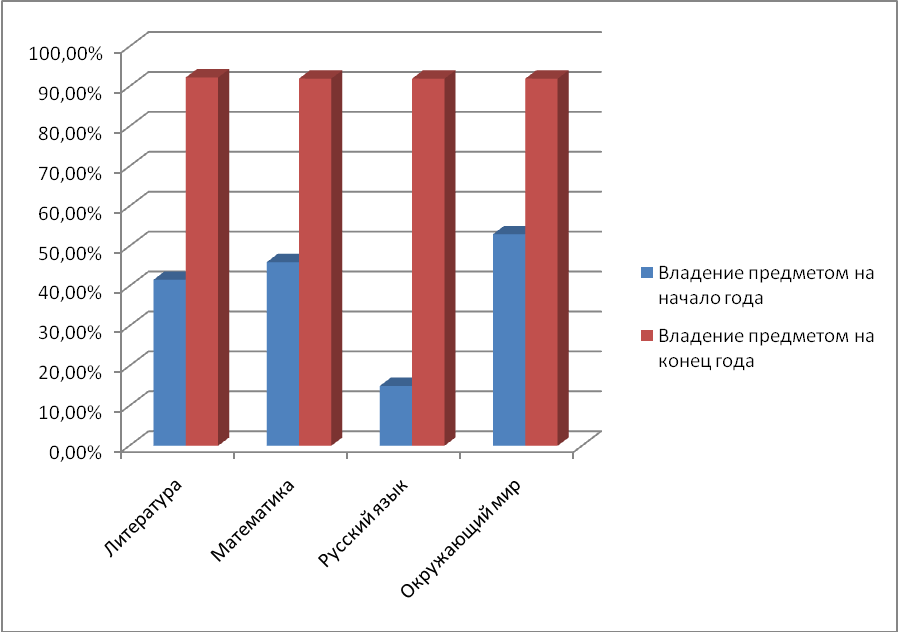 100,00%
90,00%
80,00%
70,00%
60,00%
50,00%
40,00%
30,00%
20,00%
10,00%
0,00%
Литература
Математика
Русский язык
Окружающий мир
Владение предметом на
начало года
Владение предметом на
конец года